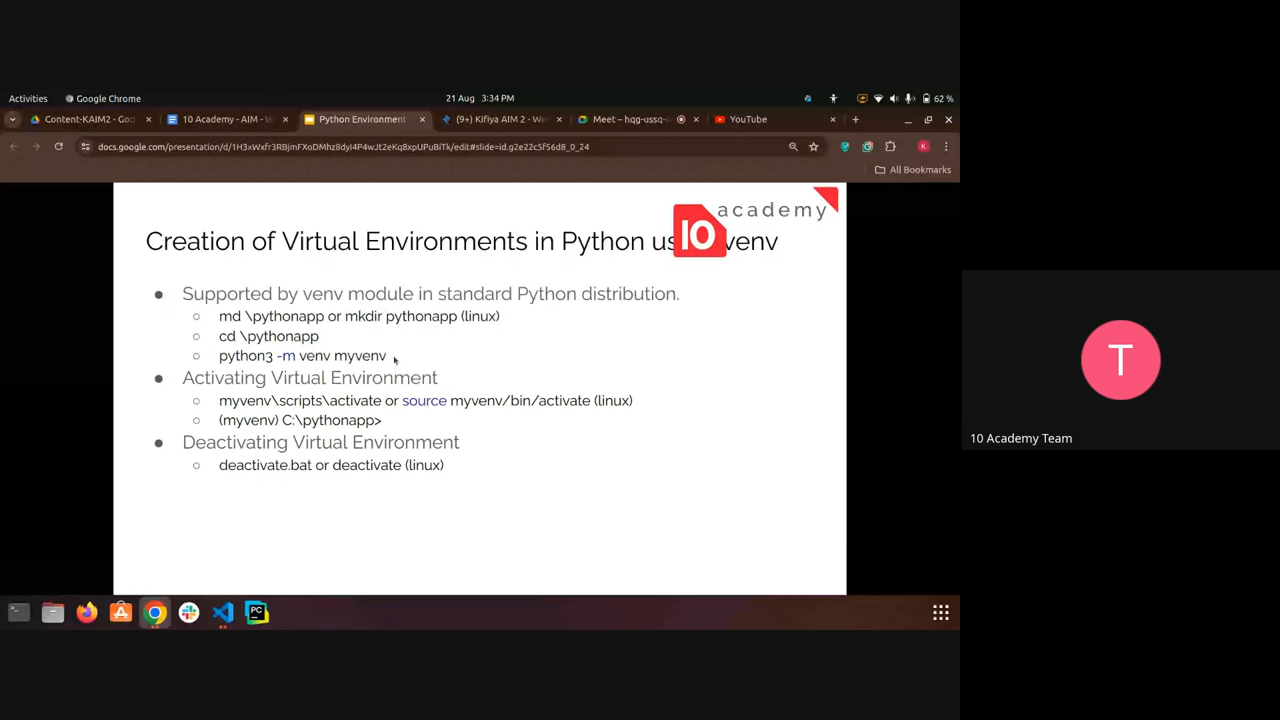 Activities
Google Chrome
21 Aug 3:34 PM
62 %
Content-KAIM2 - Goo
10 Academy - AIM - W
Python Environment
(9+) Kifiya AIM 2 - We
Meet – hqg-ussq-
YouTube
docs.google.com/presentation/d/1H3xWxfr3RBjmFXoDMhz8dyI4P4wJt2eKq8xpUPuBiTk/edit#slide=id.g2e22c5f56d8_0_24
K
All Bookmarks
academy
10
Creation of Virtual Environments in Python us venv
● Supported by venv module in standard Python distribution.
○ md \pythonapp or mkdir pythonapp (linux)
○ cd \pythonapp
○ python3 -m venv myvenv
● Activating Virtual Environment
○ myvenv\scripts\activate or source myvenv/bin/activate (linux)
○ (myvenv) C:\pythonapp>
● Deactivating Virtual Environment
○ deactivate.bat or deactivate (linux)
T
10 Academy Team
PC